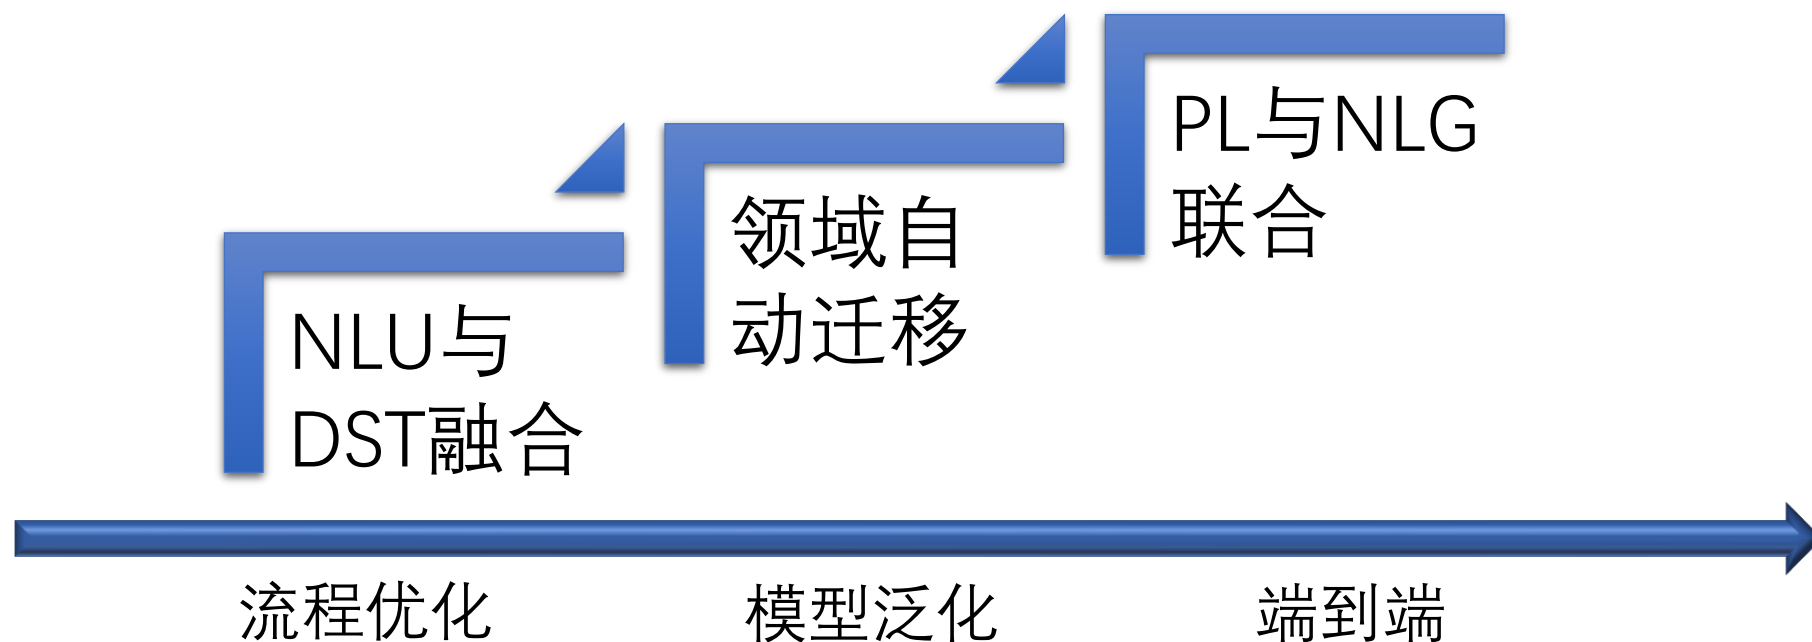 NLU与
DST融合
领域自
动迁移
PL与NLG
联合
流程优化
模型泛化
端到端